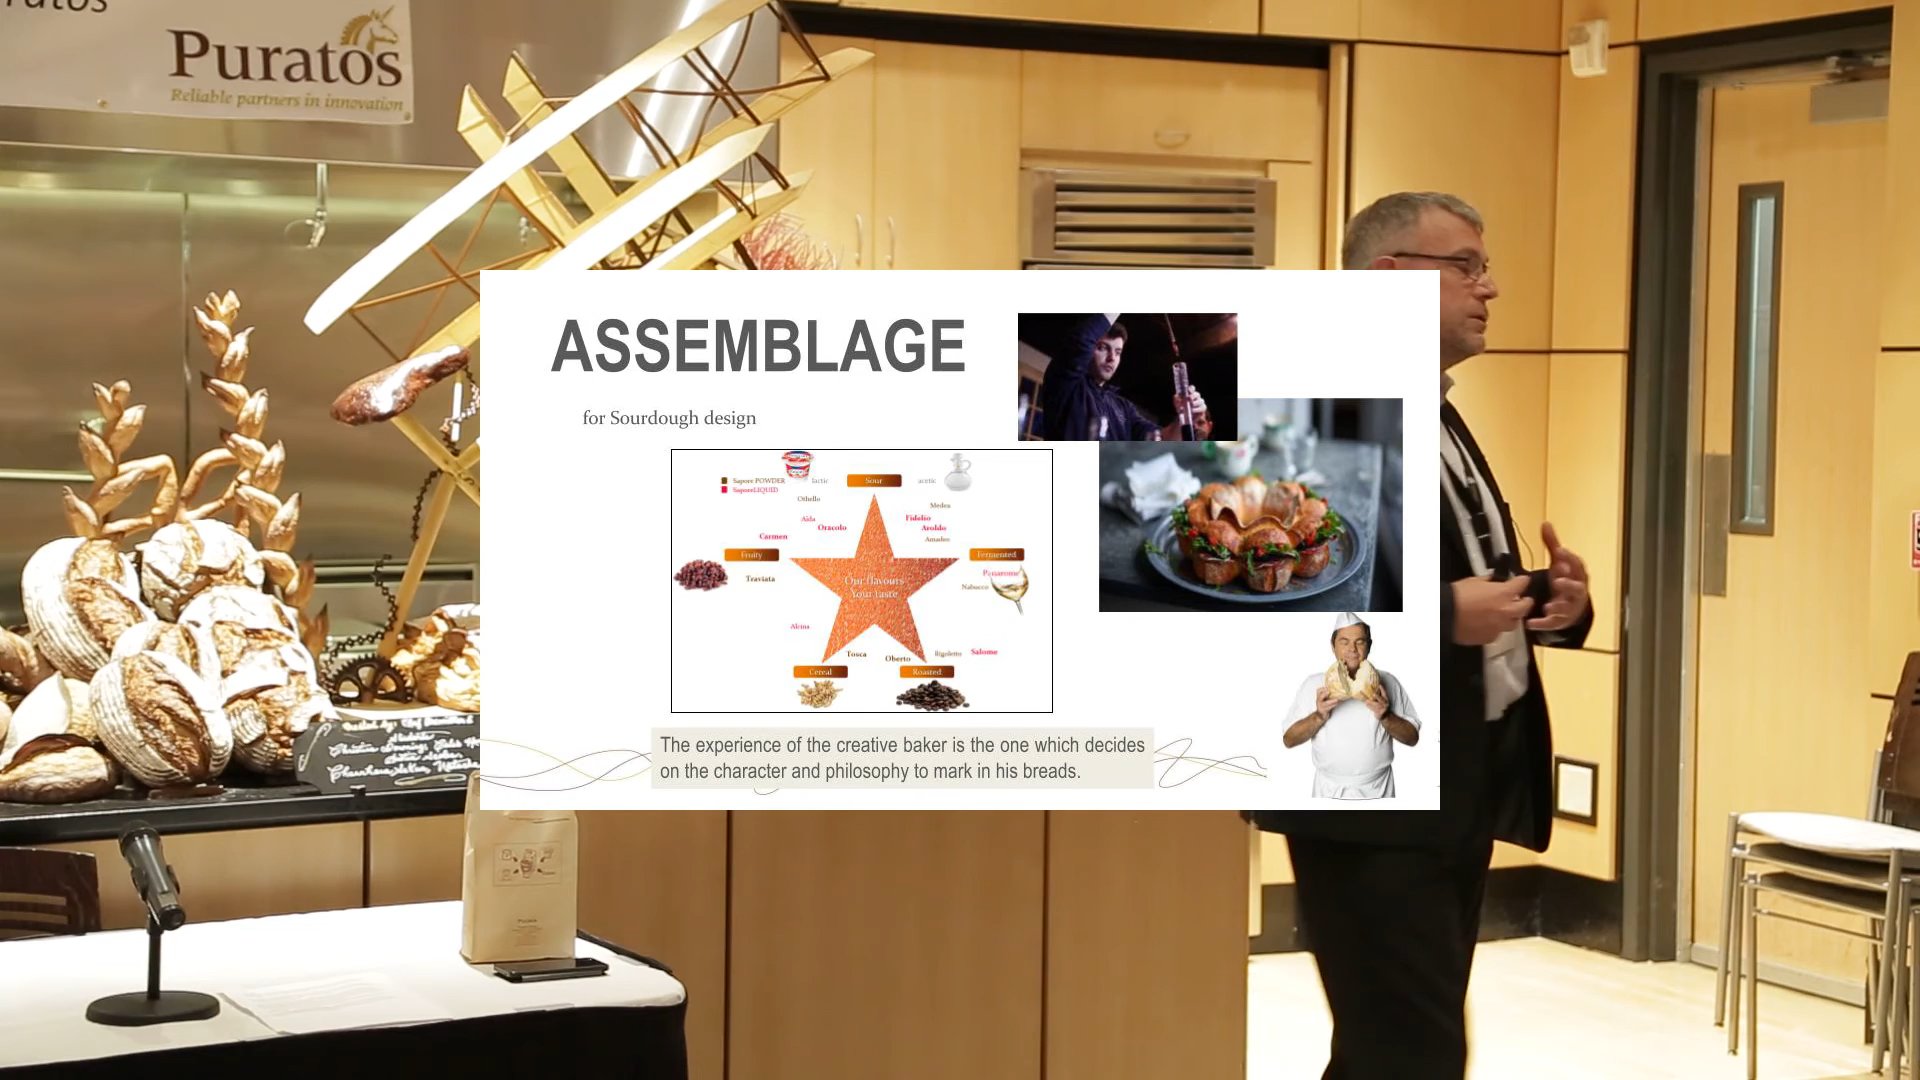 Puratos
Reliable partners in innovation
ASSEMBLAGE
for Sourdough design
Sapore POWDER
SaporeLIQUID
lactic
Sour
acetic
Othello
Medea
Aida
Fidelio
Oracolo
Aroldo
Carmen
Amadeo
Fruity
Fermented
Our flavours
Your taste
Panarome
Traviata
Nabucco
Alcina
Tosca
Oberto
Rigoletto
Salome
Cereal
Roasted
The experience of the creative baker is the one which decides
on the character and philosophy to mark in his breads.